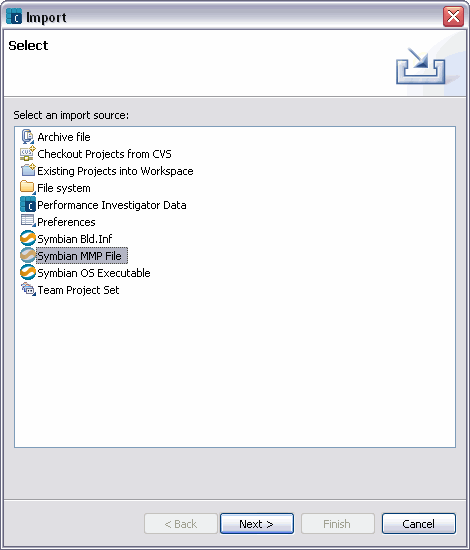 Import
Select
Select an import source:
Archive file
Checkout Projects from CVS
Existing Projects into Workspace
File system
Performance Investigator Data
Preferences
Symbian Bld.Inf
Symbian MMP File
Symbian OS Executable
Team Project Set
< Back
Next >
Finish
Cancel